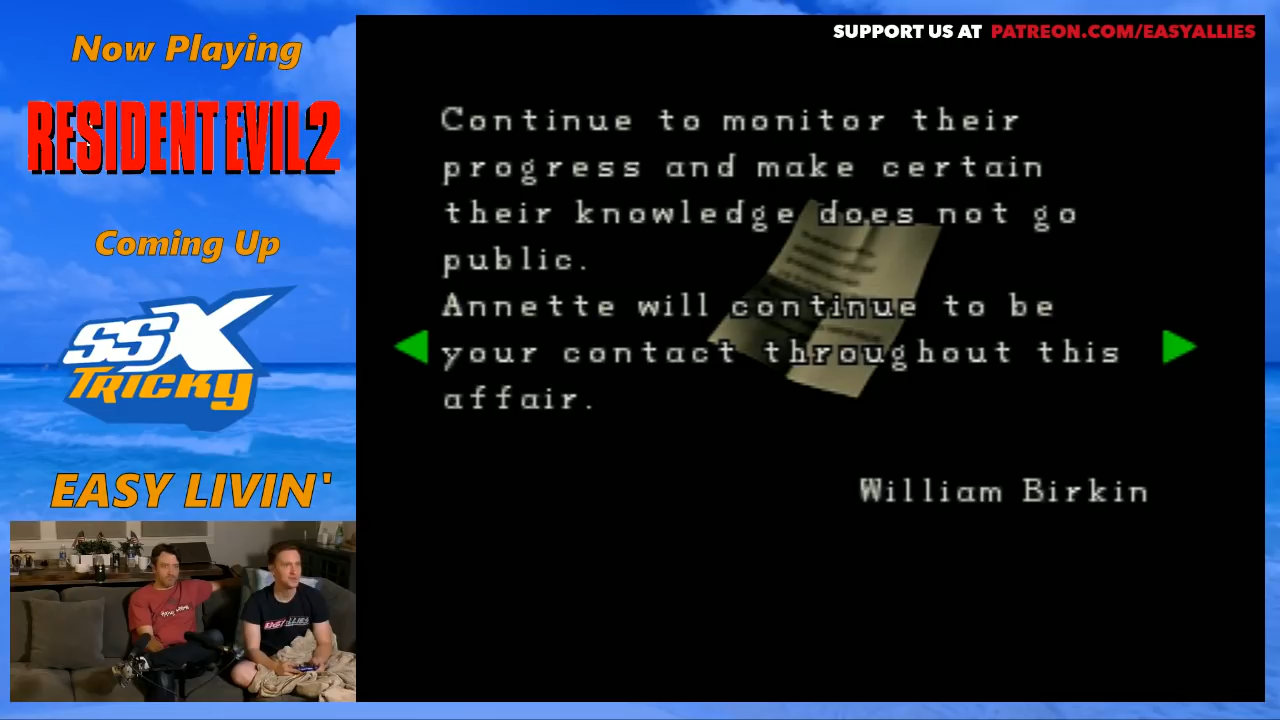 Now Playing
RESIDENT EVIL 2
Coming Up
SSX
TRICKY
EASY LIVIN'
SUPPORT US AT PATREON.COM/EASYALLIES
Continue to monitor their
progress and make certain
their knowledge does not go
public.
Annette will continue to be
your contact throughout this
affair.
William Birkin
EASY ALLIES